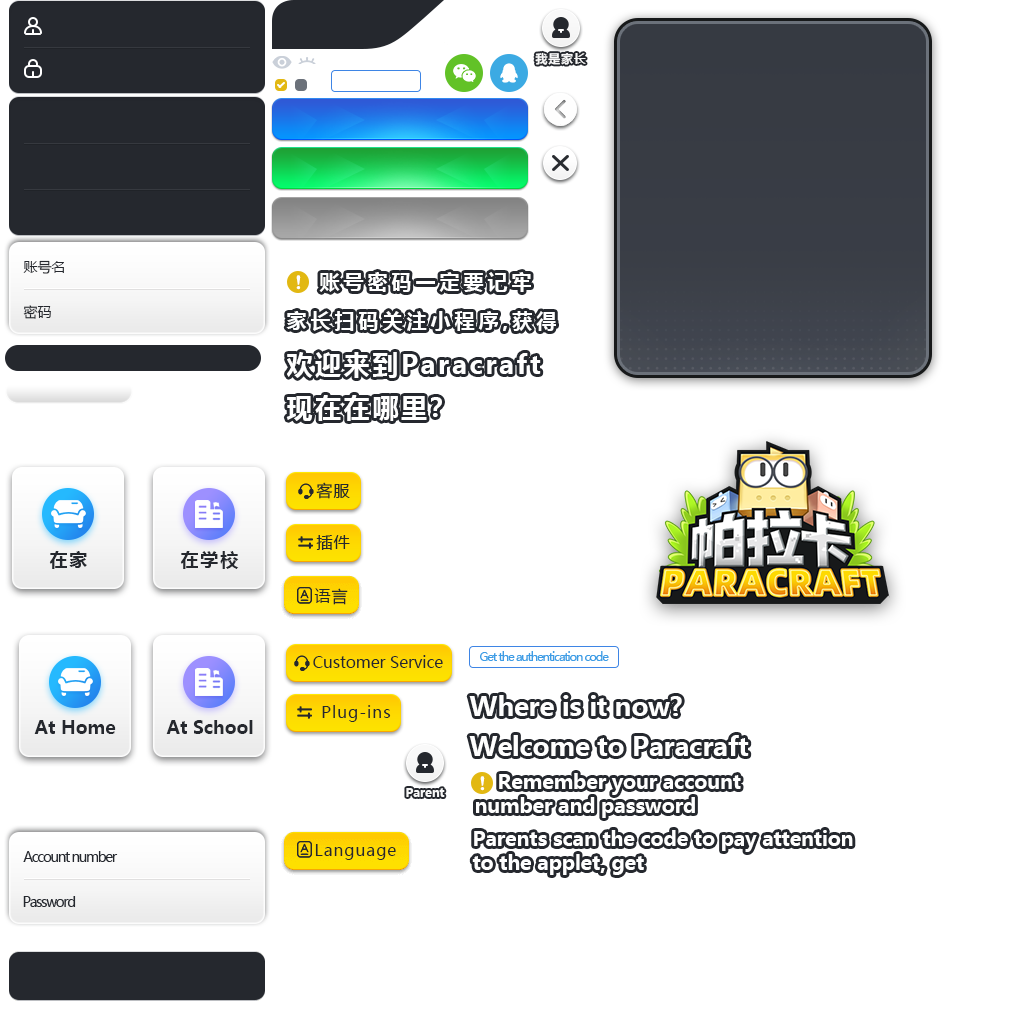 我是家长
账号名
密码
账号密码一定要记牢
家长扫码关注小程序,获得
欢迎来到Paracraft
现在在哪里?
在家
在学校
客服
插件
语言
帕拉卡
PARACRAFT
At Home
At School
Customer Service
Plug-ins
Parent
Language
Get the authentication code
Where is it now?
Welcome to Paracraft
Remember your account
number and password
Parents scan the code to pay attention
to the applet, get
Account number
Password